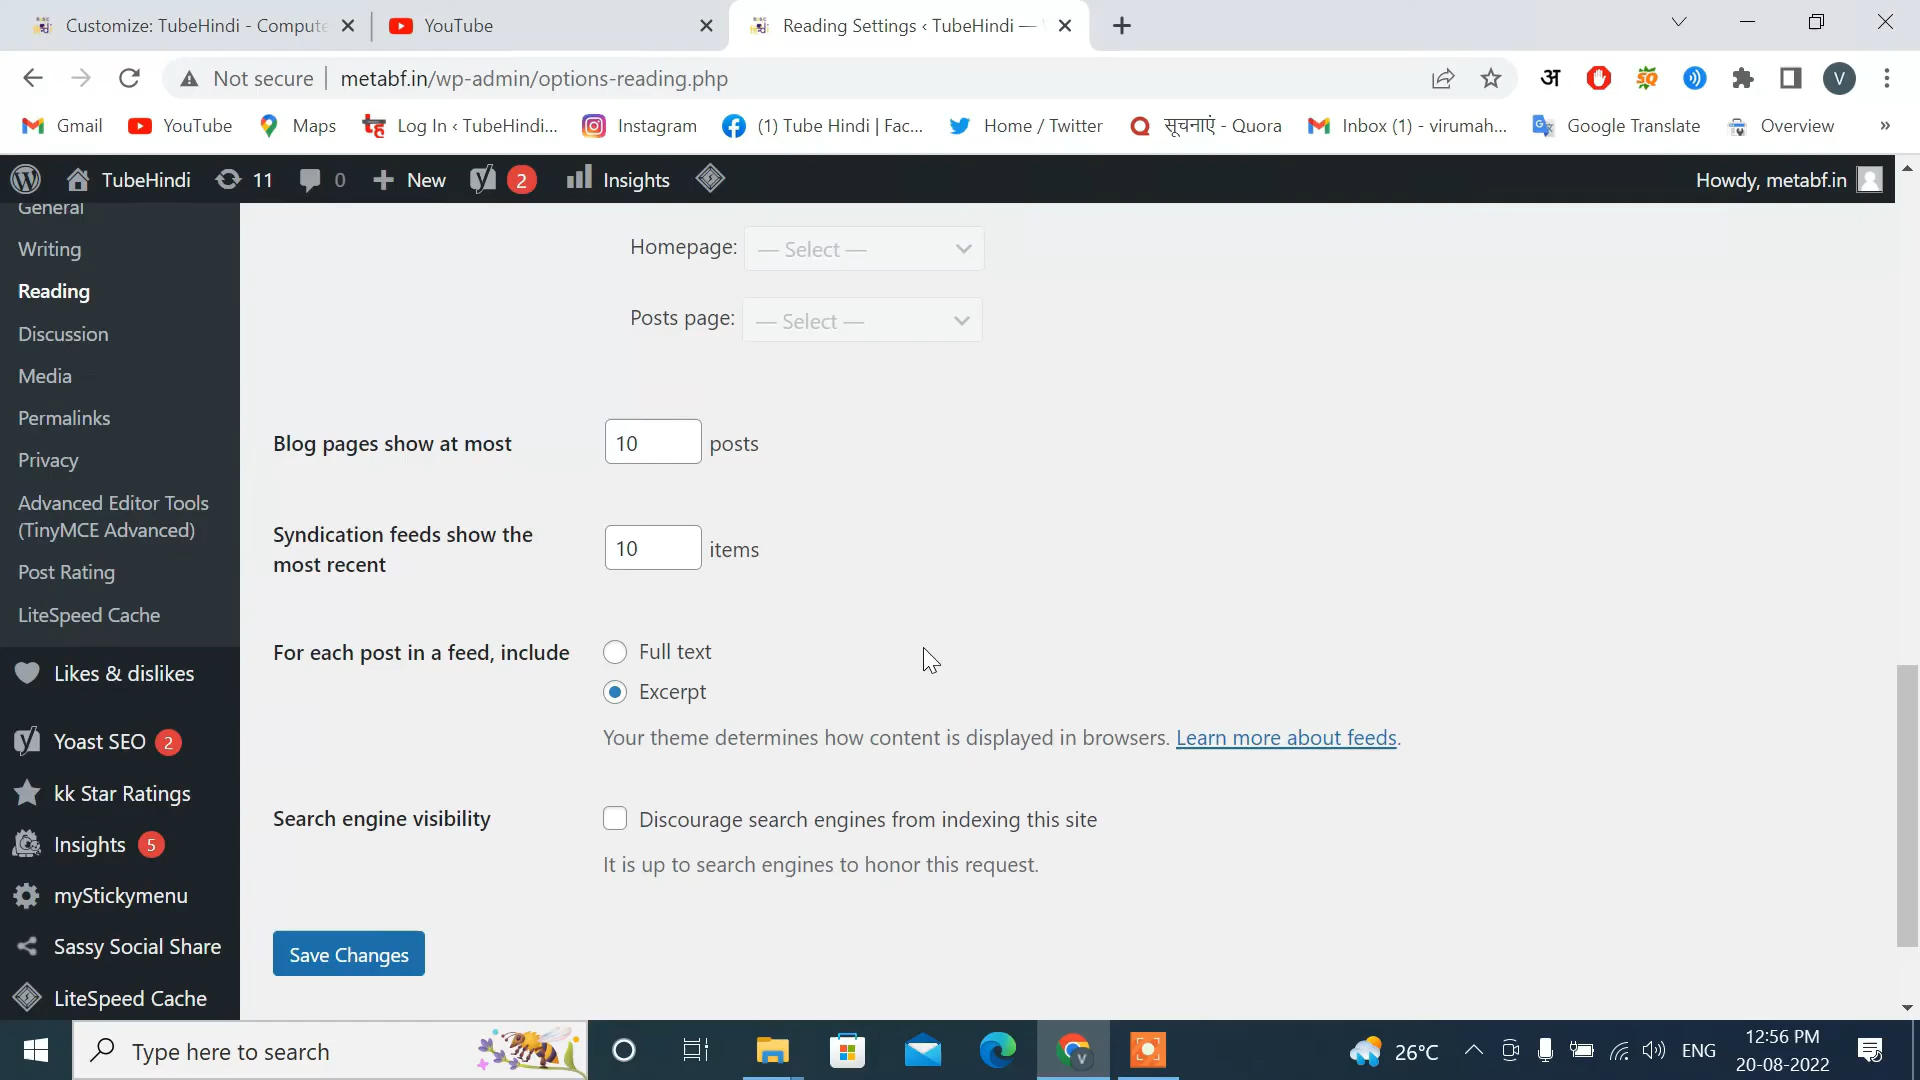 Customize: TubeHindi - Compute
YouTube
Reading Settings ‹ TubeHindi —
Not secure
metabf.in/wp-admin/options-reading.php
अ
V
Gmail
YouTube
Maps
Log In ‹ TubeHindi...
Instagram
(1) Tube Hindi | Fac...
Home / Twitter
सूचनाएं - Quora
Inbox (1) - virumah...
Google Translate
Overview
»
TubeHindi
11
0
New
2
Insights
Howdy, metabf.in
General
Writing
Reading
Discussion
Media
Permalinks
Privacy
Advanced Editor Tools
(TinyMCE Advanced)
Post Rating
LiteSpeed Cache
Likes & dislikes
Yoast SEO 2
kk Star Ratings
Insights 5
myStickymenu
Sassy Social Share
LiteSpeed Cache
Homepage: — Select —
Posts page: — Select —
Blog pages show at most 10 posts
Syndication feeds show the
most recent
10 items
For each post in a feed, include
Full text
Excerpt
Your theme determines how content is displayed in browsers. Learn more about feeds.
Search engine visibility
Discourage search engines from indexing this site
It is up to search engines to honor this request.
Save Changes
Type here to search
26°C
ENG
12:56 PM
20-08-2022